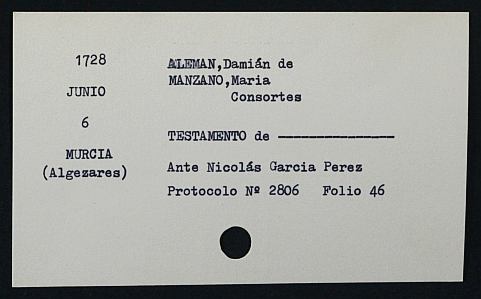 1728
JUNIO
6
MURCIA
(Algezares)
ALEMAN,Damián de
MANZANO,Maria
Consortes
TESTAMENTO de ---------------
Ante Nicolás Garcia Perez
Protocolo Nº 2806 Folio 46